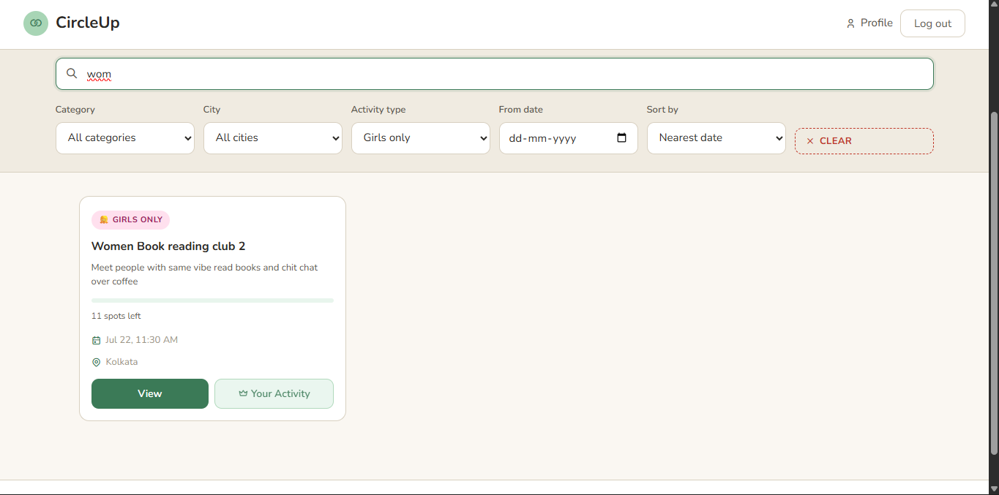 CircleUp
Profile
Log out
wom
Category
City
Activity type
From date
Sort by
All categories
All cities
Girls only
dd-mm-yyyy
Nearest date
× CLEAR
GIRLS ONLY
Women Book reading club 2
Meet people with same vibe read books and chit chat
over coffee
11 spots left
Jul 22, 11:30 AM
Kolkata
View
Your Activity